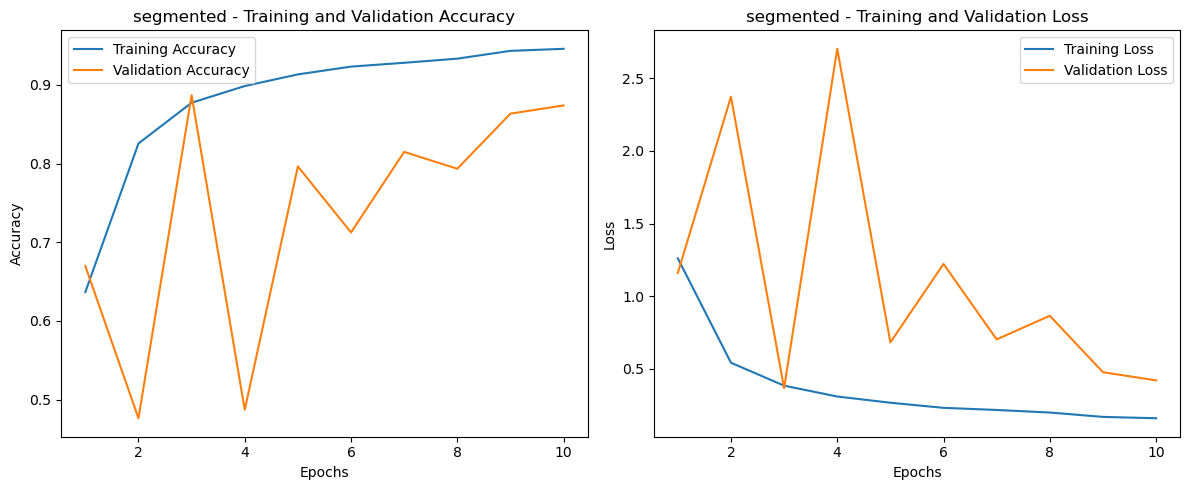 segmented - Training and Validation Accuracy
Training Accuracy
Validation Accuracy
Accuracy
0.9
0.8
0.7
0.6
0.5
2
4
6
8
10
Epochs
segmented - Training and Validation Loss
Training Loss
Validation Loss
Loss
2.5
2.0
1.5
1.0
0.5
2
4
6
8
10
Epochs